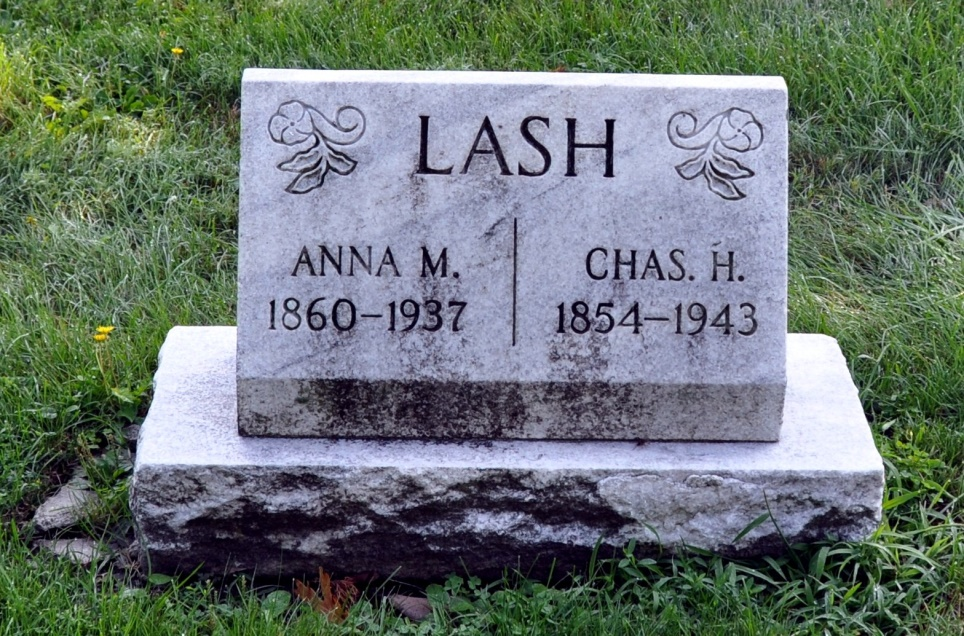 LASH
ANNA M.
1860–1937
CHAS. H.
1854–1943